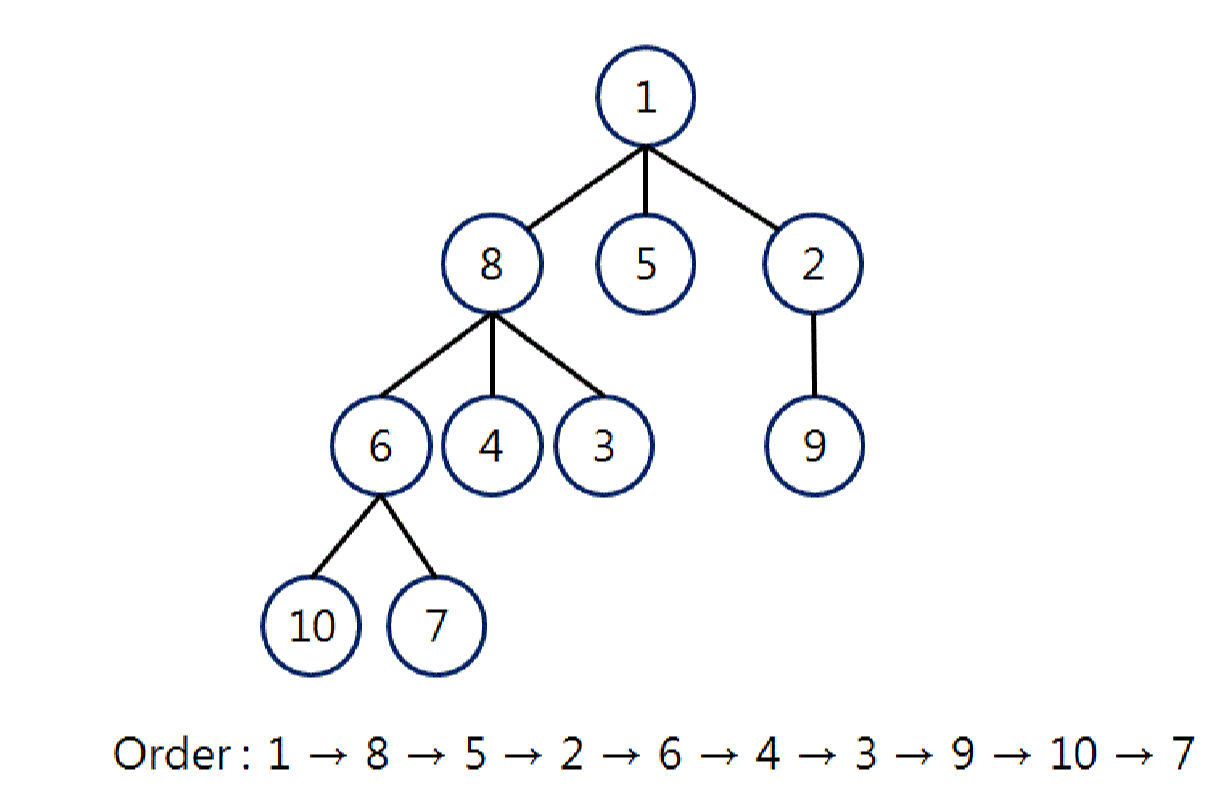 1
8 5 2
6 4 3 9
10 7
Order : 1 → 8 → 5 → 2 → 6 → 4 → 3 → 9 → 10 → 7